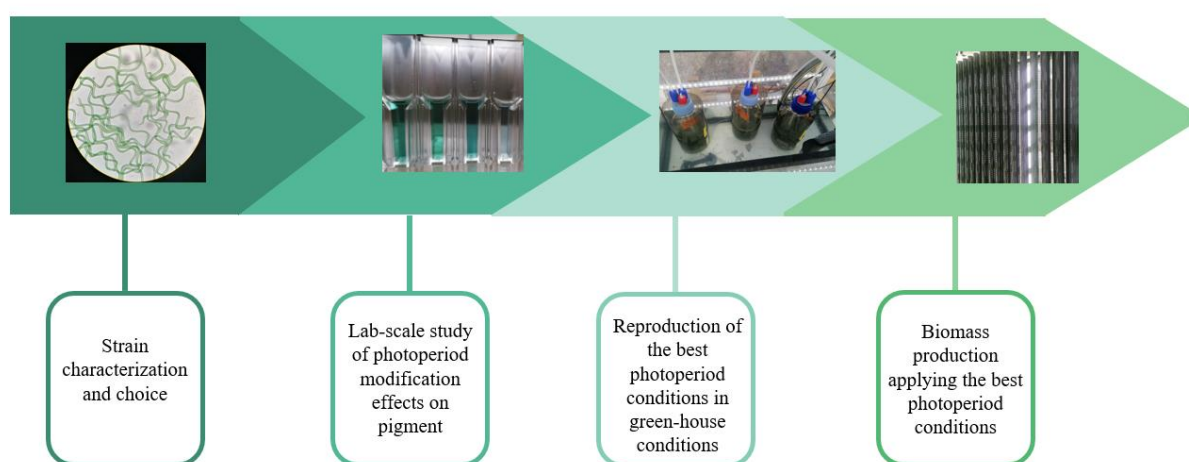 Strain
characterization
and choice
Lab-scale study
of photoperiod
modification
effects on
pigment
Reproduction of
the best
photoperiod
conditions in
green-house
conditions
Biomass
production
applying the best
photoperiod
conditions